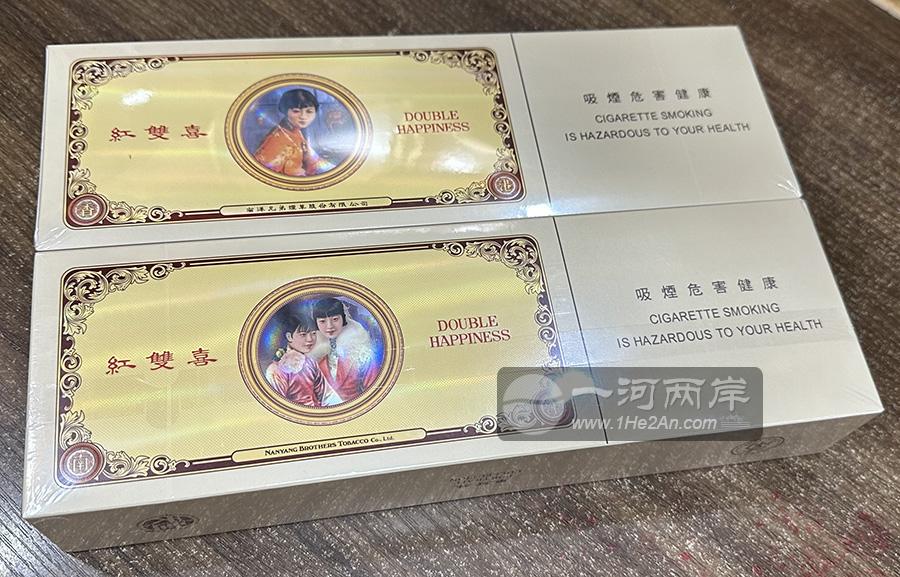 紅雙喜
DOUBLE
HAPPINESS
香
港
南洋兄弟煙草股份有限公司
吸煙危害健康
CIGARETTE SMOKING
IS HAZARDOUS TO YOUR HEALTH
紅雙喜
DOUBLE
HAPPINESS
南
NANYANG BROTHERS TOBACCO CO., LTD.
吸煙危害健康
CIGARETTE SMOKING
IS HAZARDOUS TO YOUR HEALTH
一河两岸
www.1He2An.com